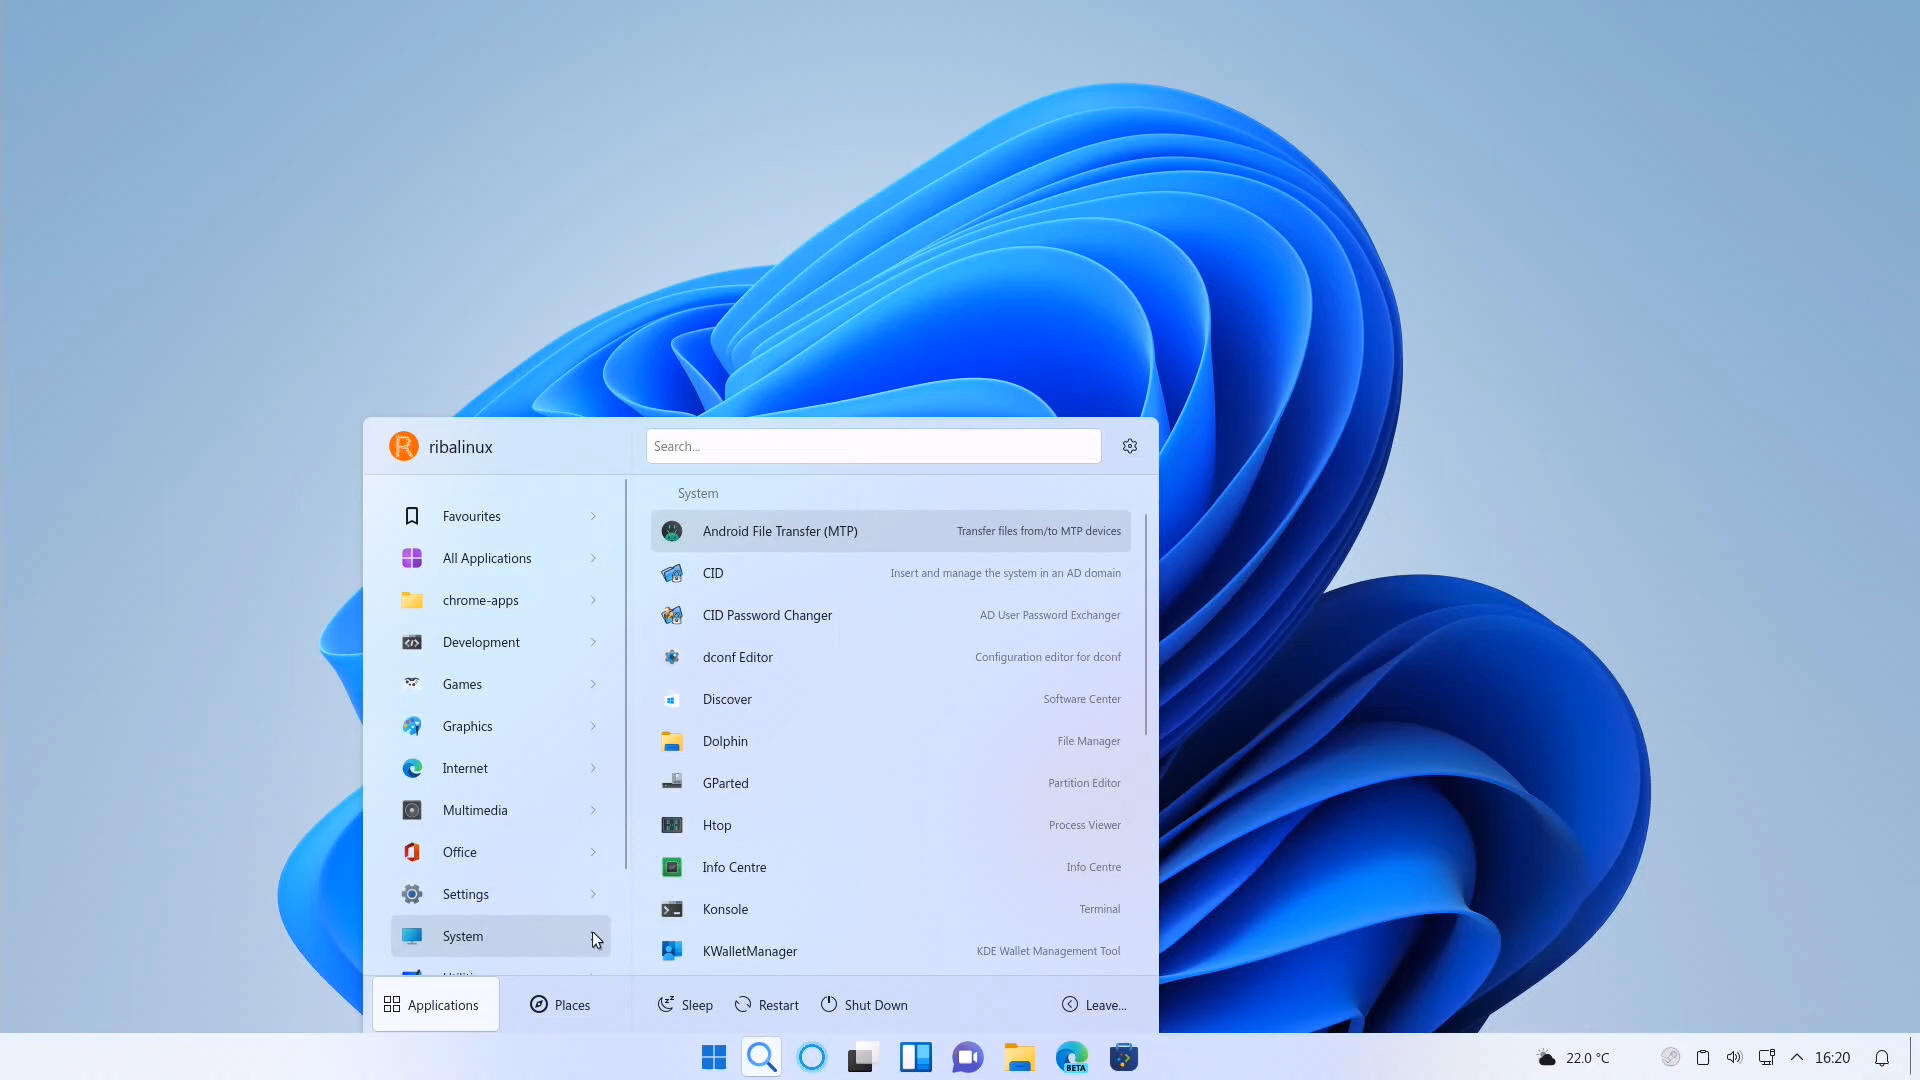 ribalinux
Search...
Favourites
All Applications
chrome-apps
Development
Games
Graphics
Internet
Multimedia
Office
Settings
System
System
Android File Transfer (MTP) Transfer files from/to MTP devices
CID Insert and manage the system in an AD domain
CID Password Changer AD User Password Exchanger
dconf Editor Configuration editor for dconf
Discover Software Center
Dolphin File Manager
GParted Partition Editor
Htop Process Viewer
Info Centre Info Centre
Konsole Terminal
KWalletManager KDE Wallet Management Tool
Applications Places Sleep Restart Shut Down Leave...
BETA
22.0 °C 16:20